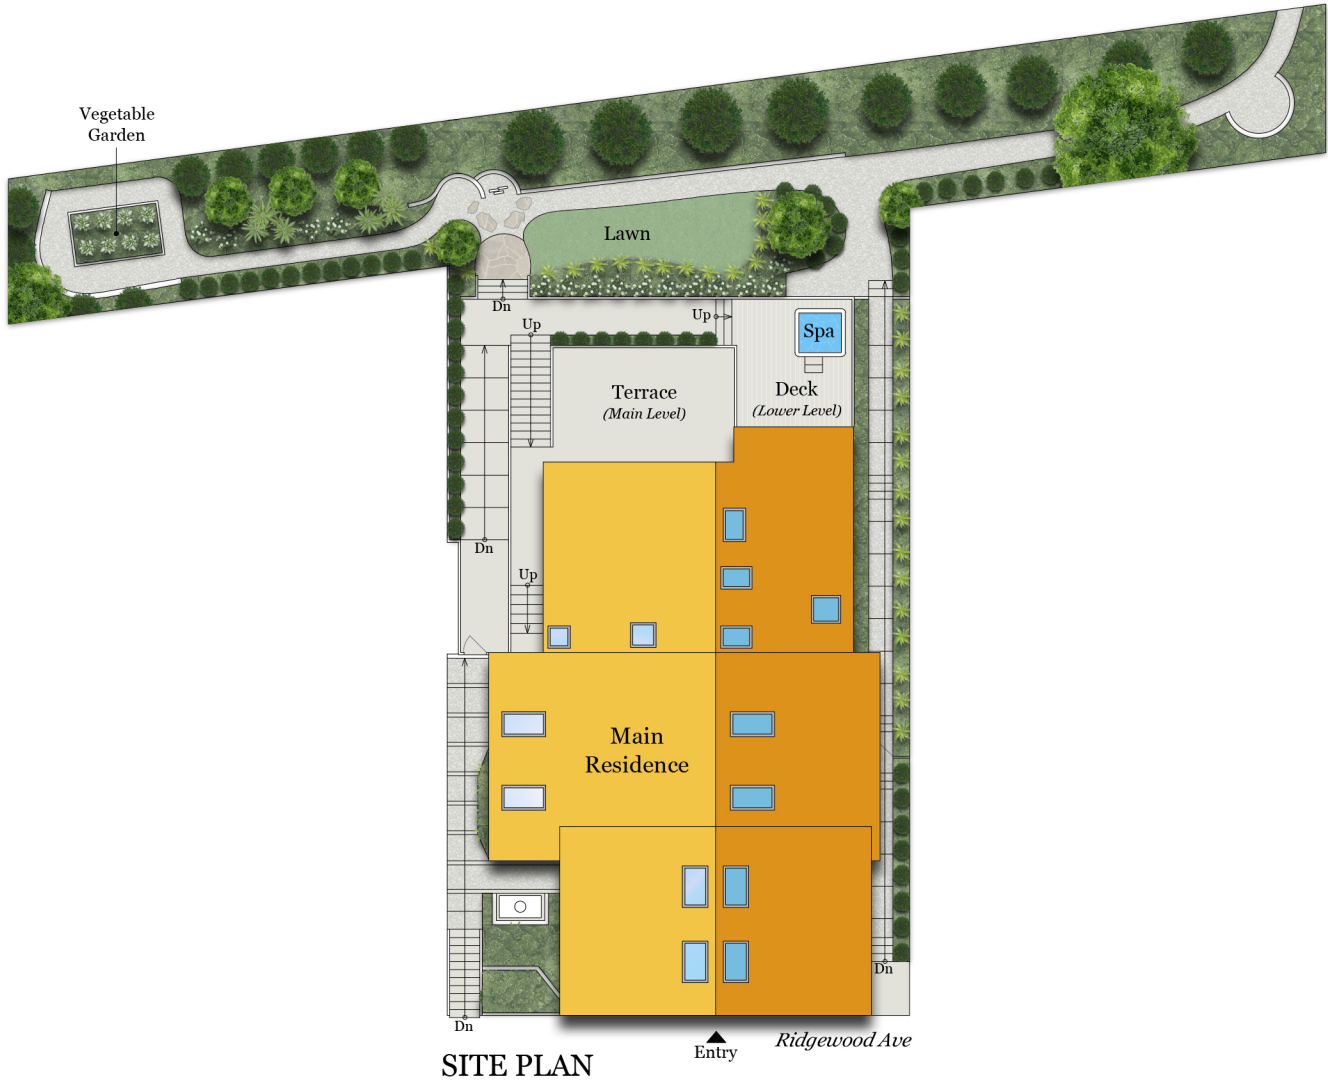 Vegetable
Garden
Lawn
Dn
Up
Up
Spa
Terrace
(Main Level)
Deck
(Lower Level)
Dn
Up
Main
Residence
Dn
Dn
Entry
Ridgewood Ave
SITE PLAN